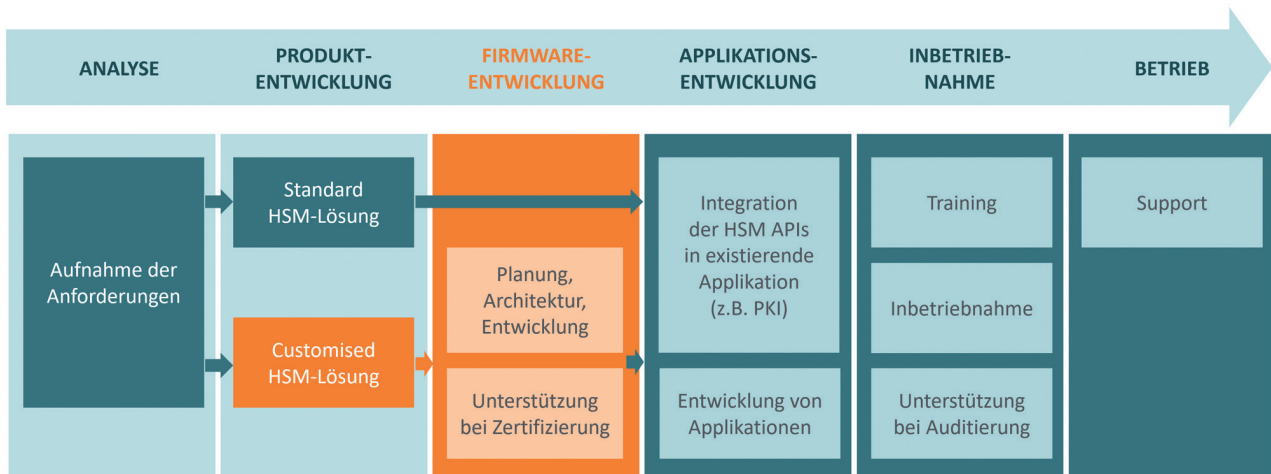 ANALYSE
PRODUKT-
ENTWICKLUNG
FIRMWARE-
ENTWICKLUNG
APPLIKATIONS-
ENTWICKLUNG
INBETRIEB-
NAHME
BETRIEB
Aufnahme der
Anforderungen
Standard
HSM-Lösung
Customised
HSM-Lösung
Planung,
Architektur,
Entwicklung
Unterstützung
bei Zertifizierung
Integration
der HSM APIs
in existierende
Applikation
(z.B. PKI)
Entwicklung von
Applikationen
Training
Inbetriebnahme
Unterstützung
bei Auditierung
Support